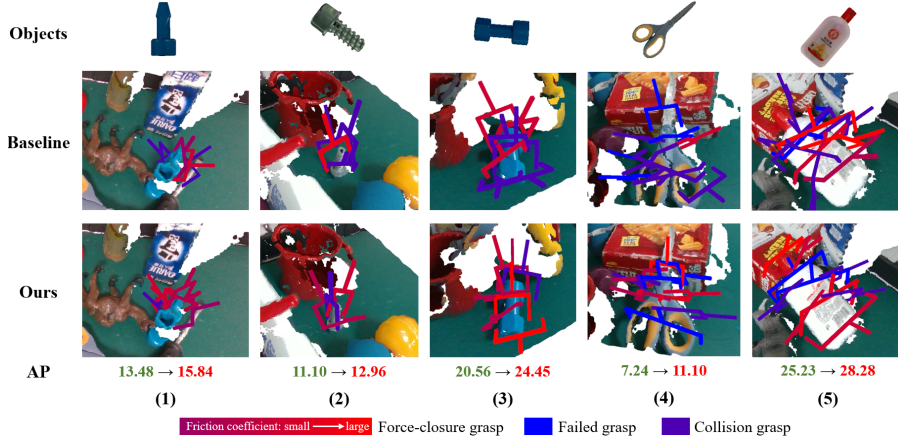 Objects
Baseline
Ours
AP
13.48 → 15.84
11.10 → 12.96
20.56 → 24.45
7.24 → 11.10
25.23 → 28.28
(1)
(2)
(3)
(4)
(5)
Friction coefficient: small → large
Force-closure grasp
Failed grasp
Collision grasp